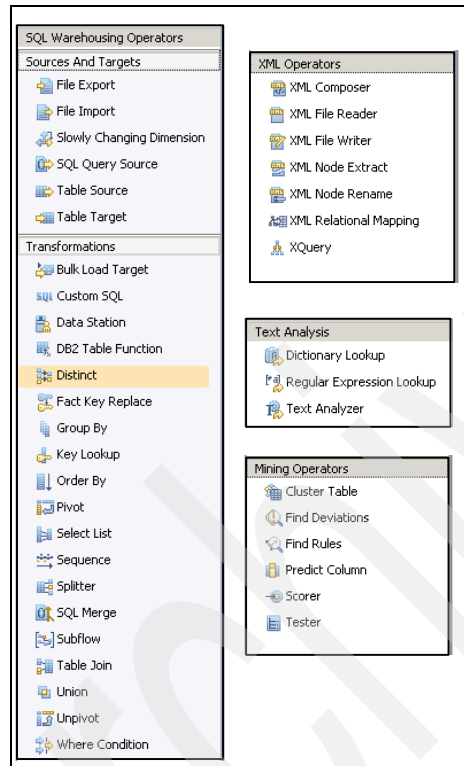 SQL Warehousing Operators
Sources And Targets
File Export
File Import
Slowly Changing Dimension
SQL Query Source
Table Source
Table Target
Transformations
Bulk Load Target
SQL Custom SQL
Data Station
DB2 Table Function
Distinct
Fact Key Replace
Group By
Key Lookup
Order By
Pivot
Select List
Sequence
Splitter
SQL Merge
Subflow
Table Join
Union
Unpivot
Where Condition
XML Operators
XML Composer
XML File Reader
XML File Writer
XML Node Extract
XML Node Rename
XML Relational Mapping
XQuery
Text Analysis
Dictionary Lookup
Regular Expression Lookup
Text Analyzer
Mining Operators
Cluster Table
Find Deviations
Find Rules
Predict Column
Scorer
Tester